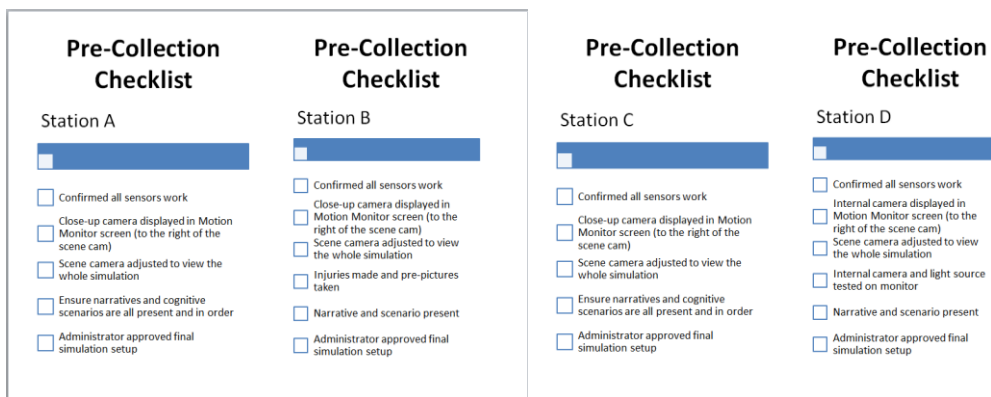 Pre-Collection
Checklist
Station A
Confirmed all sensors work
Close-up camera displayed in Motion
Monitor screen (to the right of the
scene cam)
Scene camera adjusted to view the
whole simulation
Ensure narratives and cognitive
scenarios are all present and in order
Administrator approved final
simulation setup
Pre-Collection
Checklist
Station B
Confirmed all sensors work
Close-up camera displayed in
Motion Monitor screen (to the
right of the scene cam)
Scene camera adjusted to view
the whole simulation
Injuries made and pre-pictures
taken
Narrative and scenario present
Administrator approved final
simulation setup
Pre-Collection
Checklist
Station C
Confirmed all sensors work
Close-up camera displayed in Motion
Monitor screen (to the right of the
scene cam)
Scene camera adjusted to view the
whole simulation
Ensure narratives and cognitive
scenarios are all present and in order
Administrator approved final
simulation setup
Pre-Collection
Checklist
Station D
Confirmed all sensors work
Internal camera displayed in
Motion Monitor screen (to the
right of the scene cam)
Scene camera adjusted to view
the whole simulation
Internal camera and light source
tested on monitor
Narrative and scenario present
Administrator approved final
simulation setup